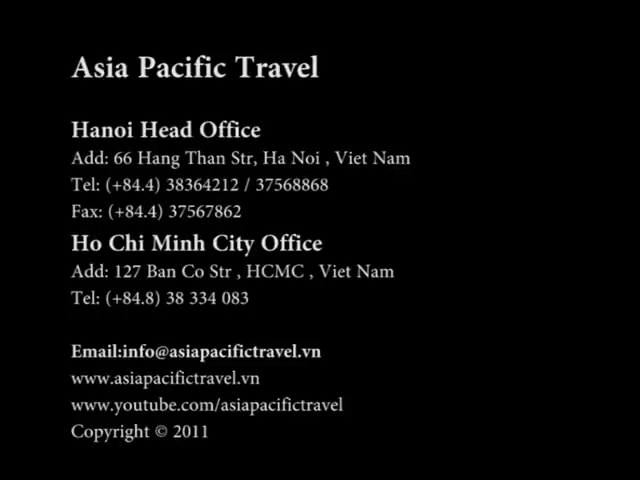 Asia Pacific Travel
Hanoi Head Office
Add: 66 Hang Than Str, Ha Noi , Viet Nam
Tel: (+84.4) 38364212 / 37568868
Fax: (+84.4) 37567862
Ho Chi Minh City Office
Add: 127 Ban Co Str , HCMC , Viet Nam
Tel: (+84.8) 38 334 083
Email:info@asiapacifictravel.vn
www.asiapacifictravel.vn
www.youtube.com/asiapacifictravel
Copyright © 2011